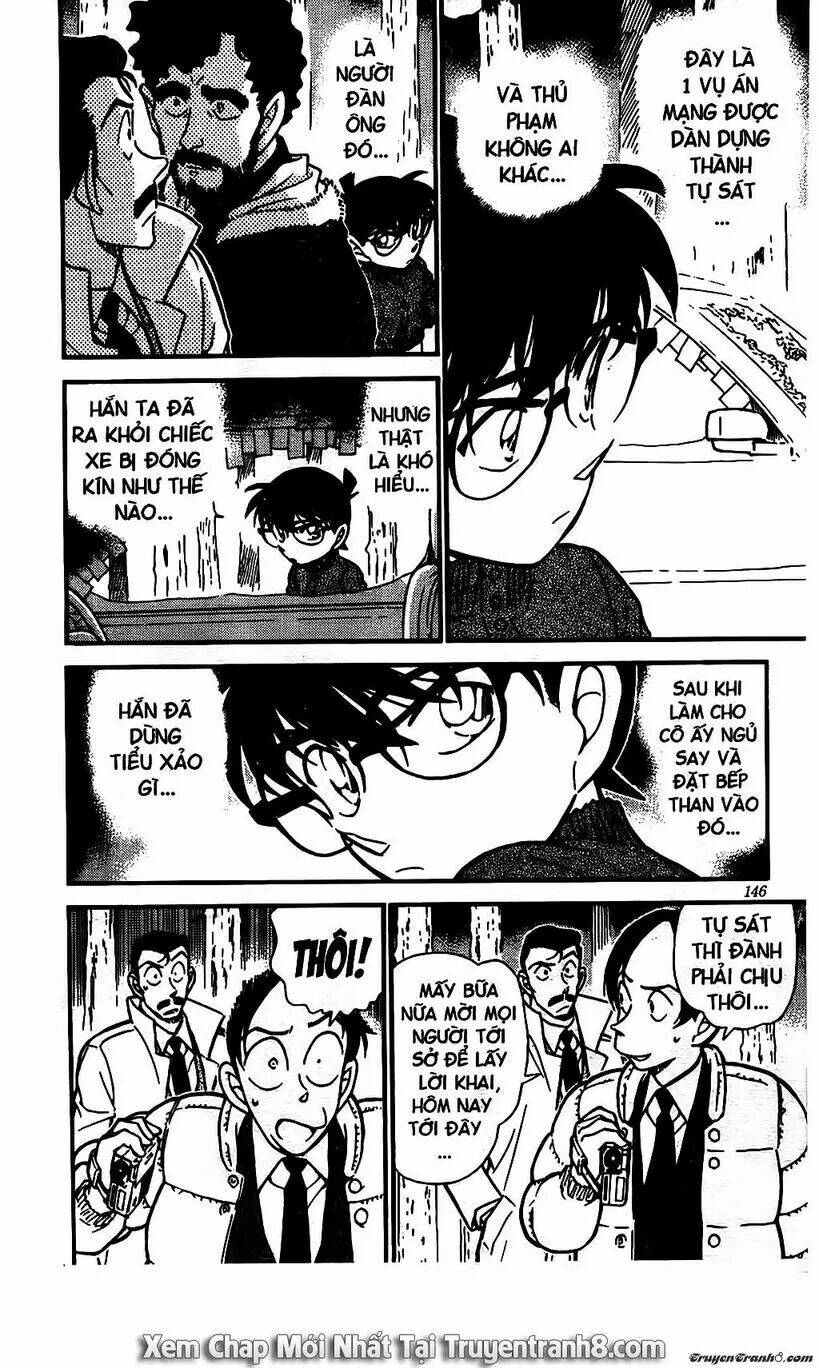 ĐÂY LÀ
1 VỤ ÁN
MẠNG ĐƯỢC
DÀN DỰNG
THÀNH
TỰ SÁT
...
VÀ THỦ
PHẠM
KHÔNG AI
KHÁC...
LÀ
NGƯỜI
ĐÀN
ÔNG
ĐÓ...
NHƯNG
THẬT
LÀ KHÓ
HIỂU...
HẮN TA ĐÃ
RA KHỎI CHIẾC
XE BỊ ĐÓNG
KÍN NHƯ THẾ
NÀO...
SAU KHI
LÀM CHO
CÔ ẤY NGỦ
SAY VÀ
ĐẶT BẾP
THAN VÀO
ĐÓ...
HẮN ĐÃ
DÙNG
TIỂU XẢO
GÌ...
146
TỰ SÁT
THÌ ĐÀNH
PHẢI CHỊU
THÔI...
MẤY BỮA
NỮA MỜI MỌI
NGƯỜI TỚI
SỞ ĐỂ LẤY
LỜI KHAI,
HÔM NAY
TỚI ĐÂY
...
THÔI!
Xem Chap Mới Nhất Tại Truyentranh8.com
TruyenTranh8.com